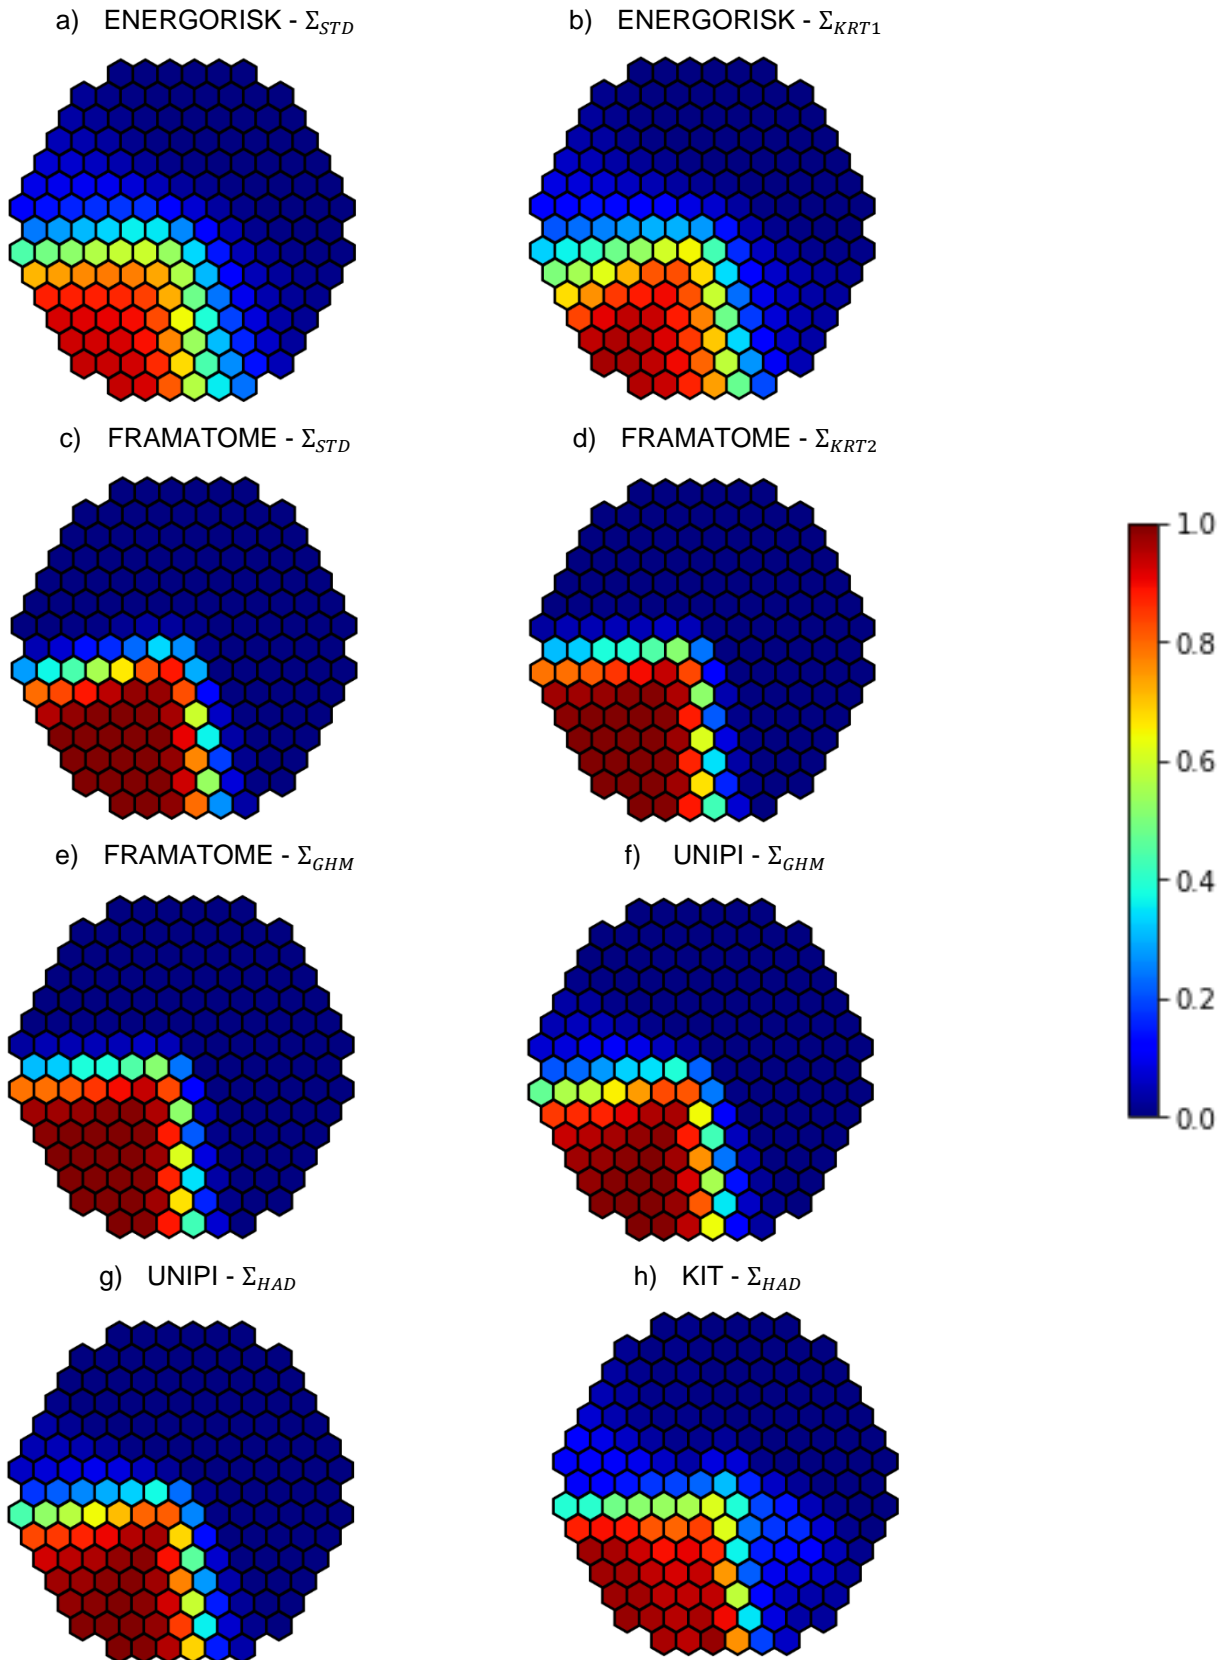 a) ENERGORISK - Σ_STD
b) ENERGORISK - Σ_KRT1
c) FRAMATOME - Σ_STD
d) FRAMATOME - Σ_KRT2
e) FRAMATOME - Σ_GHM
f) UNIPI - Σ_GHM
g) UNIPI - Σ_HAD
h) KIT - Σ_HAD
1.0
0.8
0.6
0.4
0.2
0.0